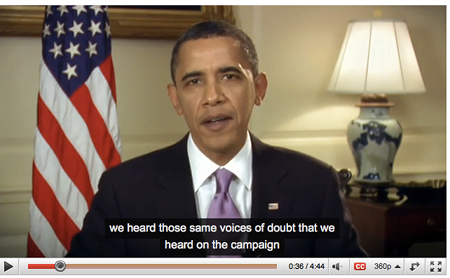 we heard those same voices of doubt that we
heard on the campaign
0:36 / 4:44 CC 360p